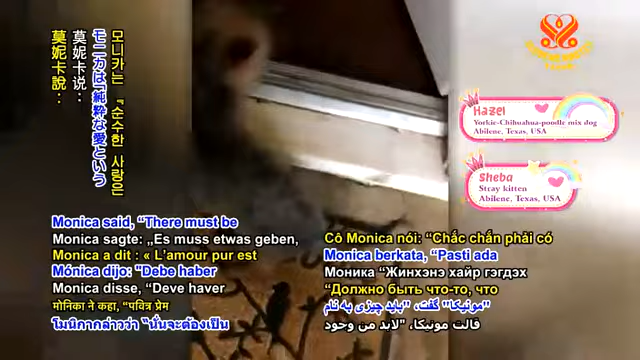 모니카는 『순수한 사랑은
モニカは「純粋な愛という
莫妮卡说：
莫妮卡說：
Hazel
Yorkie-Chihuahua-poodle mix dog
Abilene, Texas, USA
Sheba
Stray kitten
Abilene, Texas, USA
Monica said, “There must be
Monica sagte: „Es muss etwas geben,
Monica a dit : « L’amour pur est
Mónica dijo: "Debe haber
Monica disse, “Deve haver
मोनिका ने कहा, “पवित्र प्रेम
โมนิกากล่าวว่า “นั่นจะต้องเป็น
Cô Monica nói: “Chắc chắn phải có
Monica berkata, “Pasti ada
Моника “Жинхэнэ хайр гэгдэх
“Должно быть что-то, что
"مونیکا" گفت، "باید چیزی به نام
قالت مونيكا، "لابد من وجود